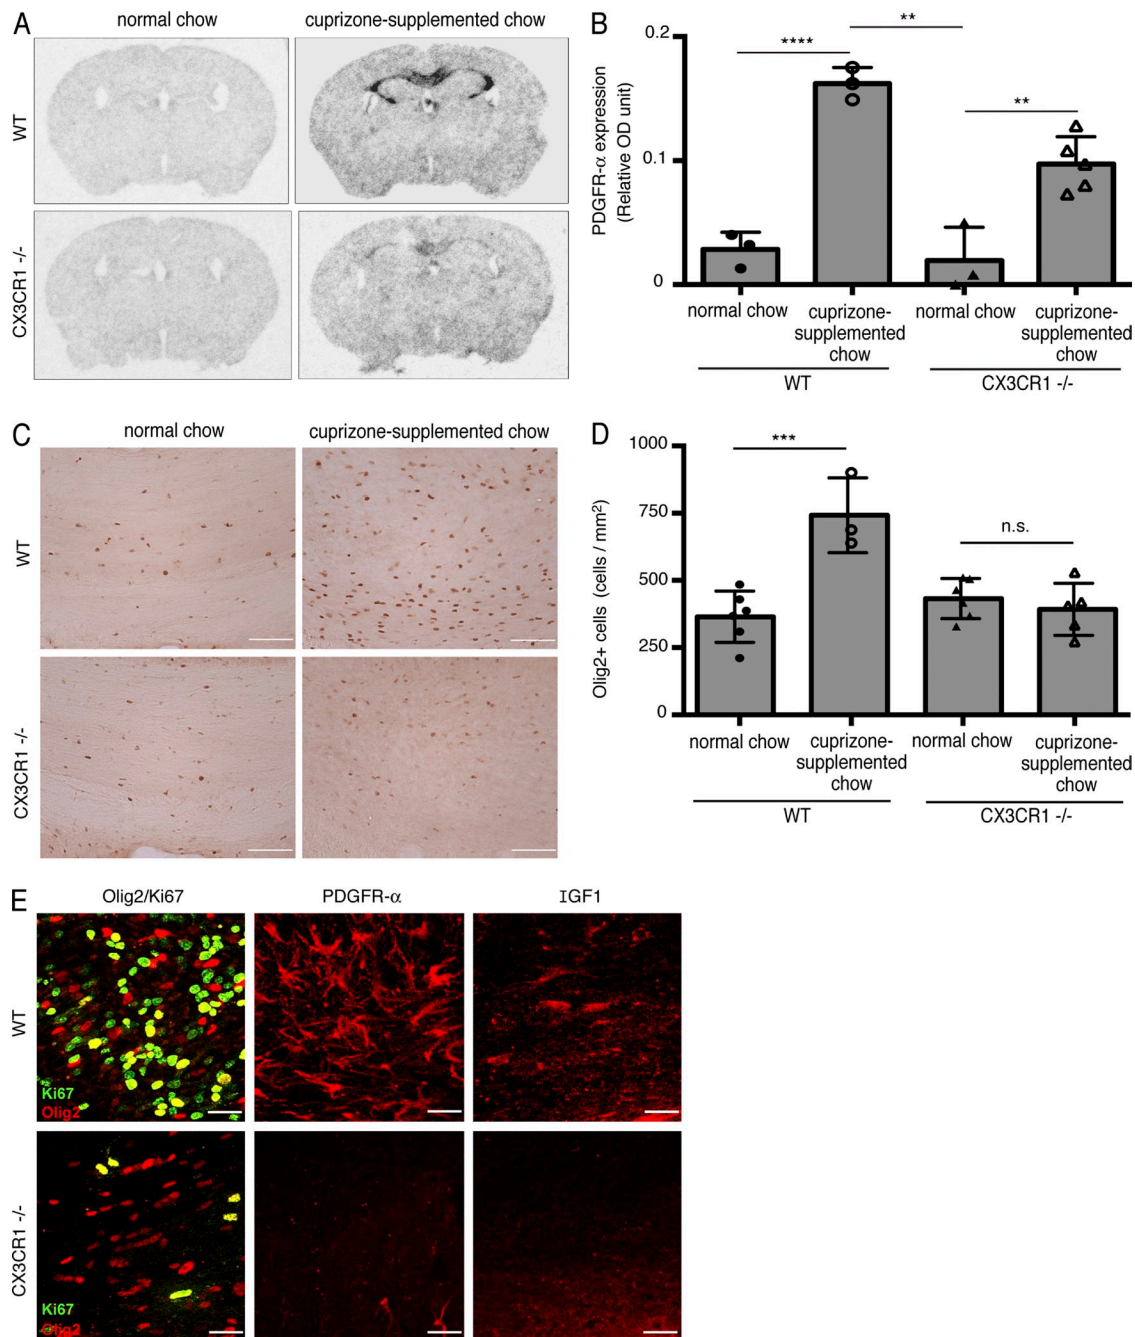 A
normal chow
cuprizone-supplemented chow
WT
CX3CR1 -/-
B
PDGFR-α expression
(Relative OD unit)
0.2
0.1
0
****
**
**
normal chow
cuprizone-
supplemented
chow
normal chow
cuprizone-
supplemented
chow
WT
CX3CR1 -/-
C
normal chow
cuprizone-supplemented chow
WT
CX3CR1 -/-
D
Olig2+ cells (cells / mm²)
1000
750
500
250
0
***
n.s.
normal chow
cuprizone-
supplemented
chow
normal chow
cuprizone-
supplemented
chow
WT
CX3CR1 -/-
E
Olig2/Ki67
PDGFR-α
IGF1
WT
Ki67
Olig2
CX3CR1 -/-
Ki67
Olig2